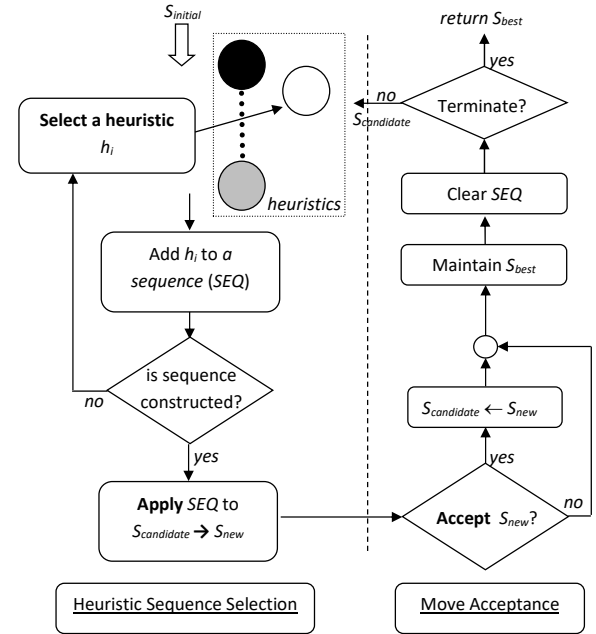 S_initial
Select a heuristic
h_i
heuristics
Add h_i to a
sequence (SEQ)
is sequence
constructed?
no
yes
Apply SEQ to
S_candidate → S_new
Heuristic Sequence Selection
return S_best
yes
no
Terminate?
S_candidate
Clear SEQ
Maintain S_best
S_candidate ← S_new
yes
no
Accept S_new?
Move Acceptance